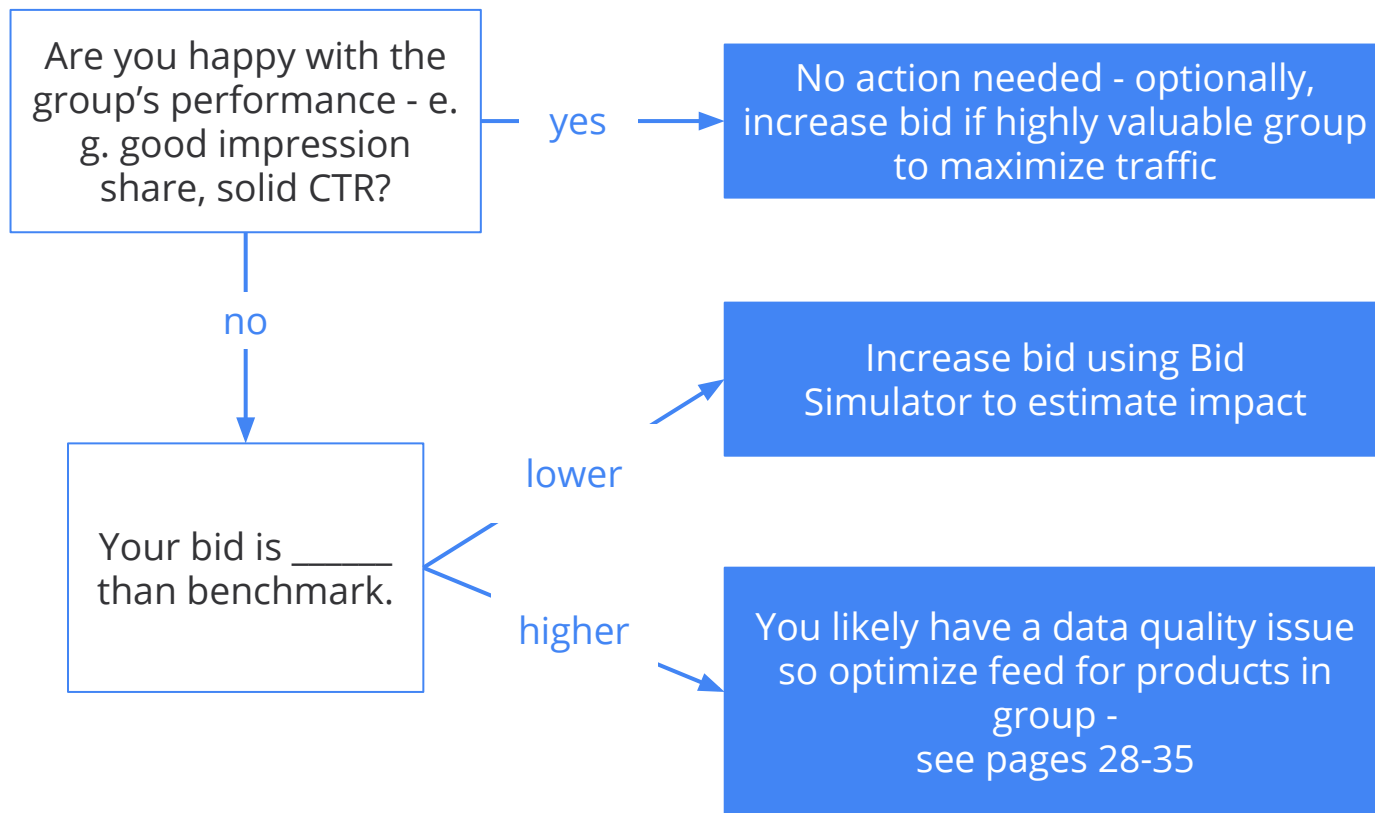 Are you happy with the
group’s performance - e.
g. good impression
share, solid CTR?
yes
No action needed - optionally,
increase bid if highly valuable group
to maximize traffic
no
Your bid is ______
than benchmark.
lower
Increase bid using Bid
Simulator to estimate impact
higher
You likely have a data quality issue
so optimize feed for products in
group -
see pages 28-35